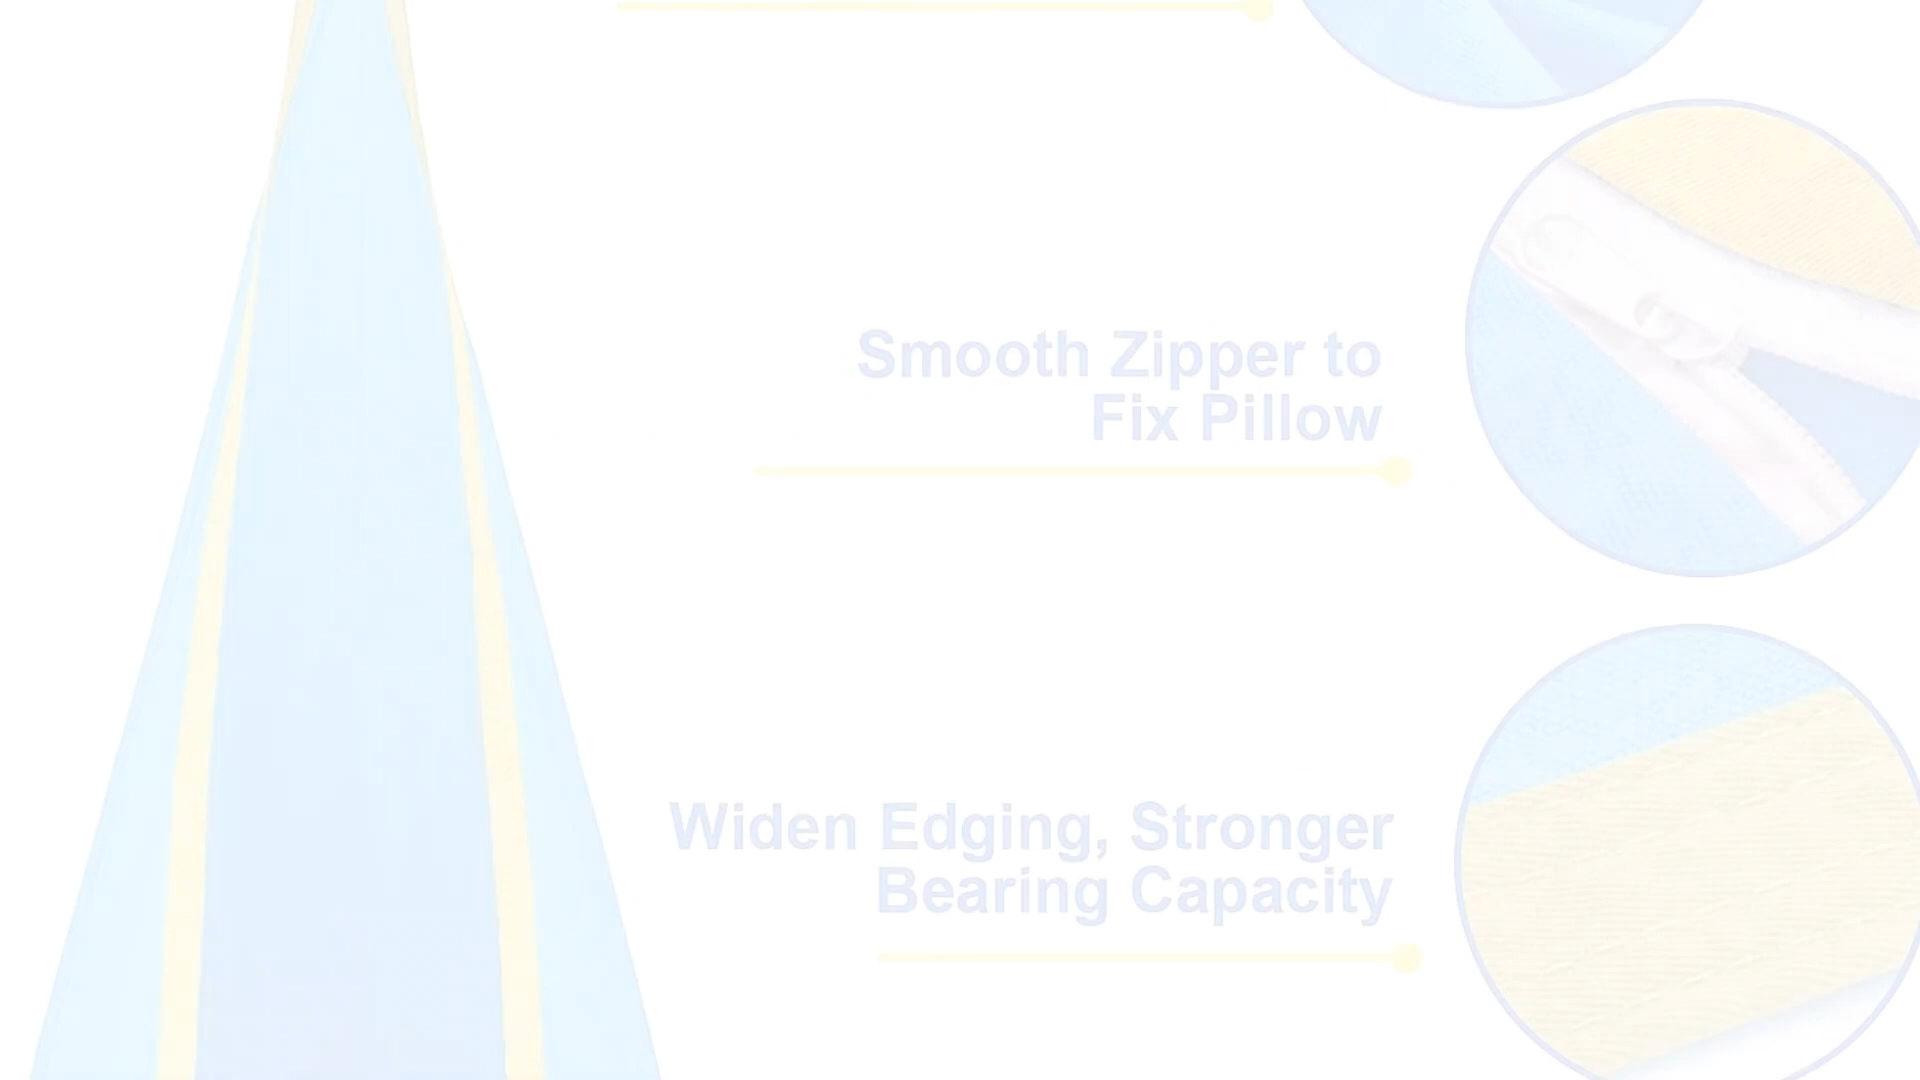 Smooth Zipper to
Fix Pillow
Widen Edging, Stronger
Bearing Capacity